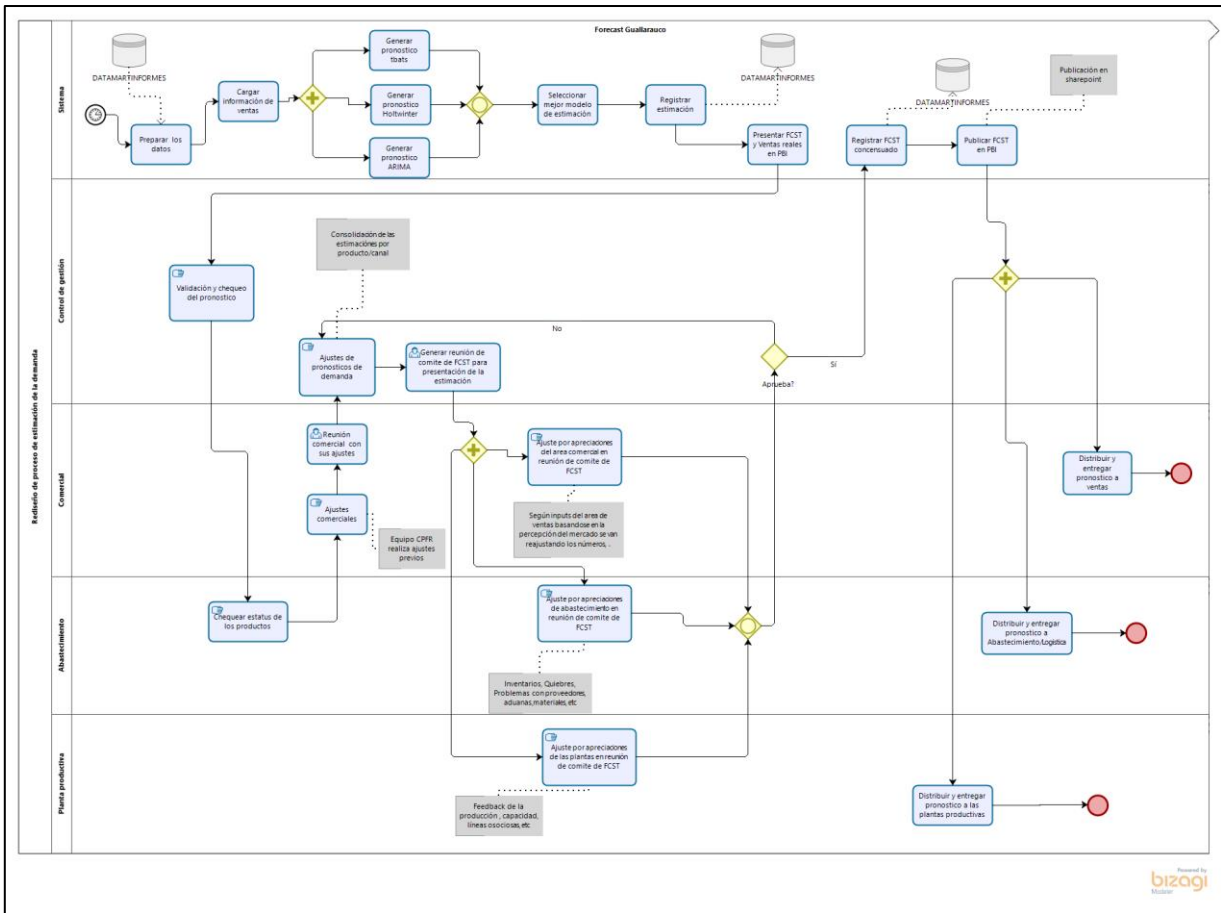 Forecast Guallarauco
Rediseño de proceso de estimación de la demanda
Sistema
DATAMARTINFORMES
Preparar los
datos
Cargar
información de
ventas
Generar
pronostico
tbats
Generar
pronostico
Holtwinter
Generar
pronostico
ARIMA
Seleccionar
mejor modelo
de estimación
Registrar
estimación
DATAMARTINFORMES
Presentar FCST
y Ventas reales
en PBI
DATAMARTINFORMES
Registrar FCST
concensuado
Publicar FCST
en PBI
Publicación en
sharepoint
Control de gestión
Validación y chequeo
del pronostico
Consolidación de las
estimaciónes por
producto/canal
Ajustes de
pronosticos de
demanda
Generar reunión de
comite de FCST para
presentación de la
estimación
No
Aprueba?
Sí
Comercial
Reunión
comercial con
sus ajustes
Ajustes
comerciales
Equipo CPFR
realiza ajustes
previos
Ajuste por apreciaciones
del area comercial en
reunión de comite de
FCST
Según inputs del area de
ventas basandose en la
percepción del mercado se van
reajustando los números, .
Distribuir y
entregar
pronostico a
ventas
Abastecimiento
Chequear estatus de
los productos
Ajuste por apreciaciones
de abastecimiento en
reunión de comite de
FCST
Inventarios, Quiebres,
Problemas con proveedores,
aduanas,materiales, etc
Distribuir y entregar
pronostico a
Abastecimiento/Logística
Planta productiva
Ajuste por apreciaciones
de las plantas en reunión
de comite de FCST
Feedback de la
producción , capacidad,
líneas osociosas, etc
Distribuir y entregar
pronostico a las
plantas productivas
Powered by
bizagi
Modeler